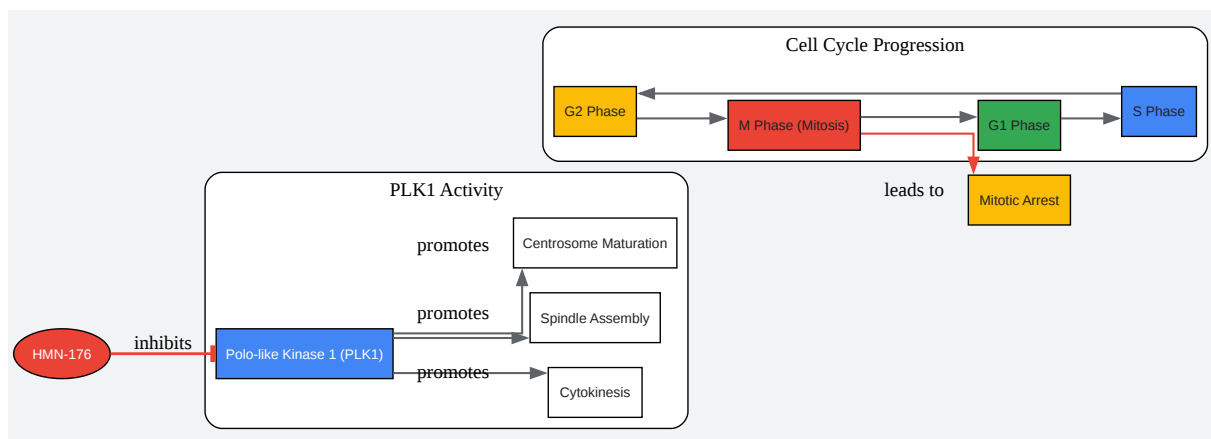 Cell Cycle Progression
G2 Phase
M Phase (Mitosis)
G1 Phase
S Phase
leads to
Mitotic Arrest
PLK1 Activity
promotes
Centrosome Maturation
promotes
Spindle Assembly
HMN-176
inhibits
Polo-like Kinase 1 (PLK1)
promotes
Cytokinesis